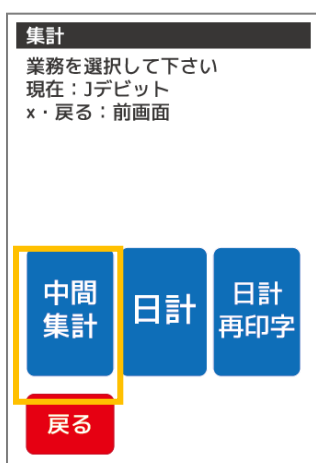 集計
業務を選択して下さい
現在：Jデビット
x・戻る：前画面
中間
集計
日計
日計
再印字
戻る